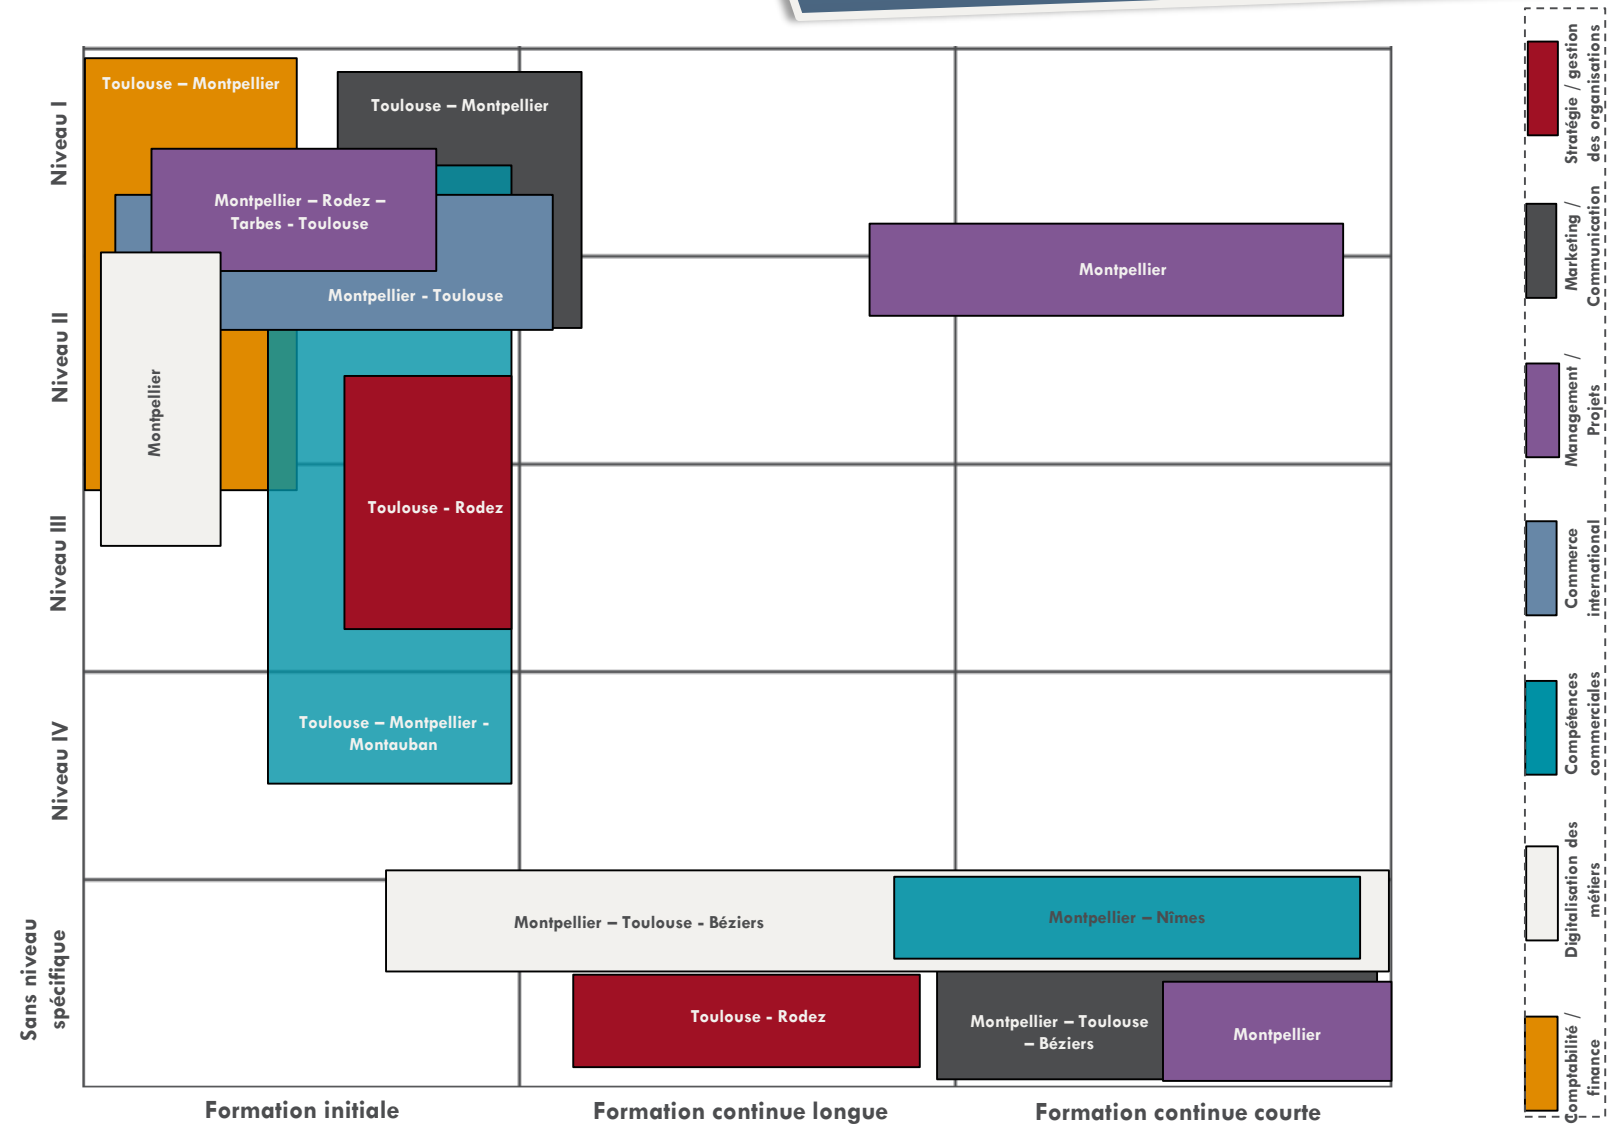 Niveau I
Niveau II
Niveau III
Niveau IV
Sans niveau
spécifique
Toulouse – Montpellier
Toulouse – Montpellier
Montpellier – Rodez –
Tarbes - Toulouse
Montpellier - Toulouse
Montpellier
Montpellier
Toulouse - Rodez
Toulouse – Montpellier -
Montauban
Montpellier – Toulouse - Béziers
Montpellier – Nîmes
Toulouse - Rodez
Montpellier – Toulouse
– Béziers
Montpellier
Formation initiale
Formation continue longue
Formation continue courte
Stratégie / gestion
des organisations
Marketing /
Communication
Management /
Projets
Commerce
international
Compétences
commerciales
Digitalisation des
métiers
Comptabilité /
finance